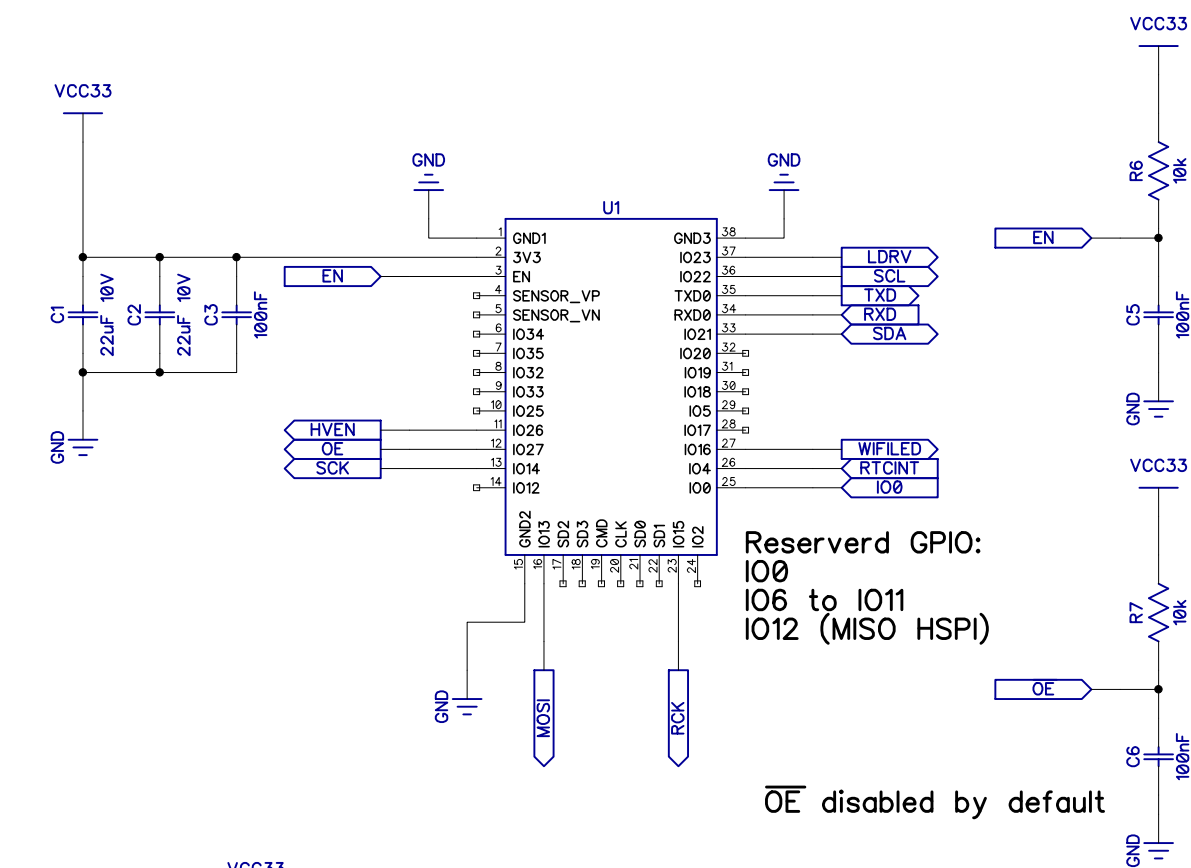 VCC33
VCC33
GND
GND
R6
10k
U1
1
GND1
38
GND3
EN
2
3V3
37
IO23
LDRV
EN
3
EN
36
IO22
SCL
4
SENSOR_VP
35
TXD0
TXD
5
SENSOR_VN
34
RXD0
RXD
6
IO34
33
IO21
SDA
7
IO35
32
IO20
8
IO32
31
IO19
9
IO33
30
IO18
10
IO25
29
IO5
HVEN
11
IO26
28
IO17
OE
12
IO27
27
IO16
WIFILED
SCK
13
IO14
26
IO4
RTCINT
14
IO12
25
IO0
IO0
C1
22uF 10V
C2
22uF 10V
C3
100nF
GND
C5
100nF
GND
15
GND2
16
IO13
17
SD2
18
SD3
19
CMD
20
CLK
21
SD0
22
SD1
23
IO15
24
IO2
VCC33
Reserverd GPIO:
IO0
IO6 to IO11
IO12 (MISO HSPI)
R7
10k
O̅E̅
GND
MOSI
RCK
C6
100nF
O̅E̅ disabled by default
GND
VCC33